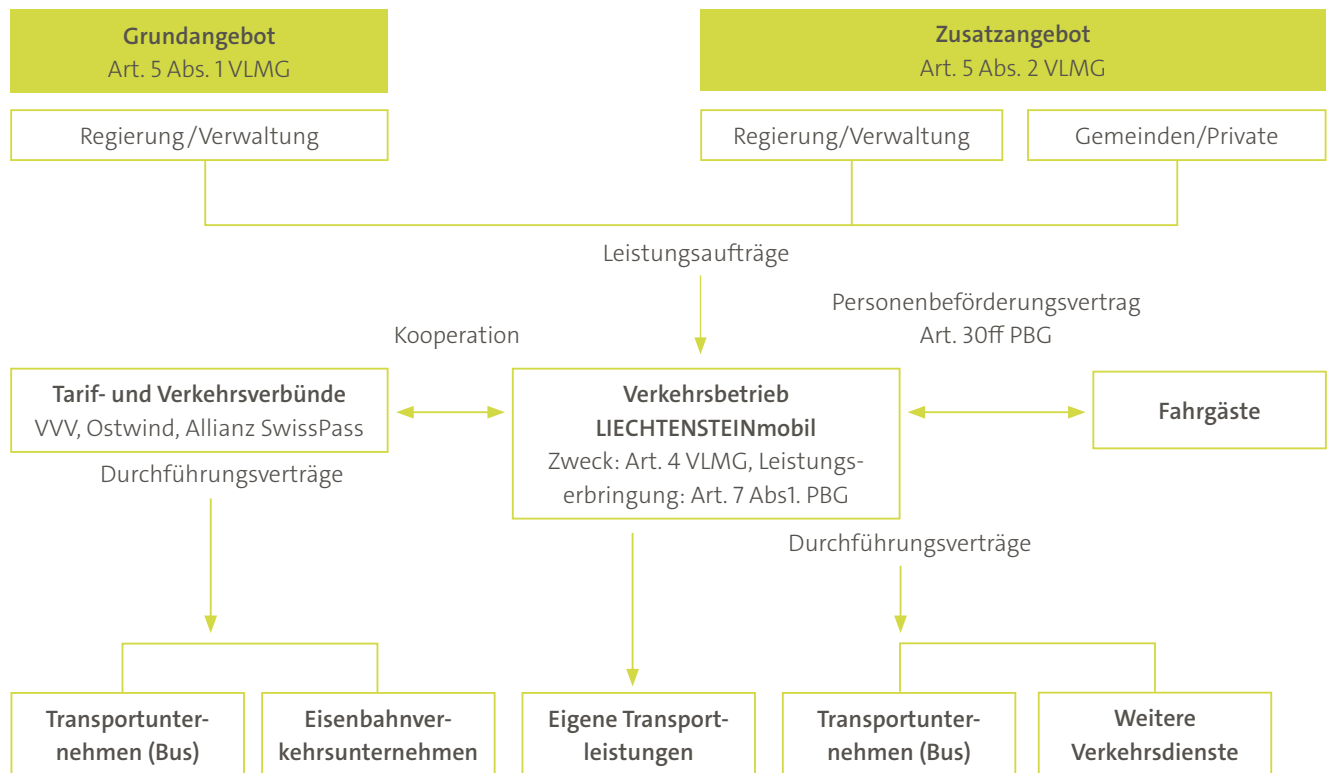 Grundangebot
Art. 5 Abs. 1 VLMG
Zusatzangebot
Art. 5 Abs. 2 VLMG
Regierung/Verwaltung
Regierung/Verwaltung
Gemeinden/Private
Leistungsaufträge
Personenbeförderungsvertrag
Art. 30ff PBG
Kooperation
Tarif- und Verkehrsverbünde
VVV, Ostwind, Allianz SwissPass
Verkehrsbetrieb
LIECHTENSTEINmobil
Zweck: Art. 4 VLMG, Leistungs-
erbringung: Art. 7 Abs1. PBG
Fahrgäste
Durchführungsverträge
Durchführungsverträge
Transportunter-
nehmen (Bus)
Eisenbahnver-
kehrsunternehmen
Eigene Transport-
leistungen
Transportunter-
nehmen (Bus)
Weitere
Verkehrsdienste